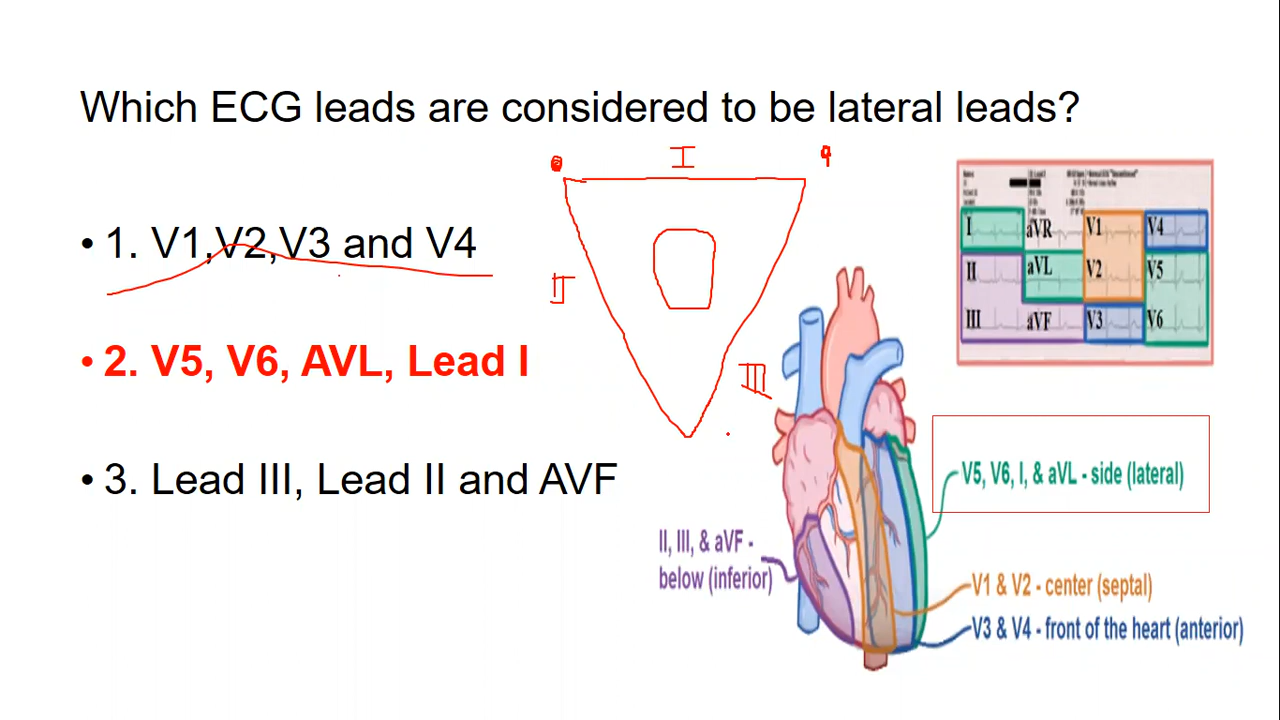 Which ECG leads are considered to be lateral leads?
I
• 1. V1,V2,V3 and V4
II
• 2. V5, V6, AVL, Lead I
III
• 3. Lead III, Lead II and AVF
I aVR V1 V4
II aVL V2 V5
III aVF V3 V6
V5, V6, I, & aVL - side (lateral)
II, III, & aVF -
below (inferior)
V1 & V2 - center (septal)
V3 & V4 - front of the heart (anterior)